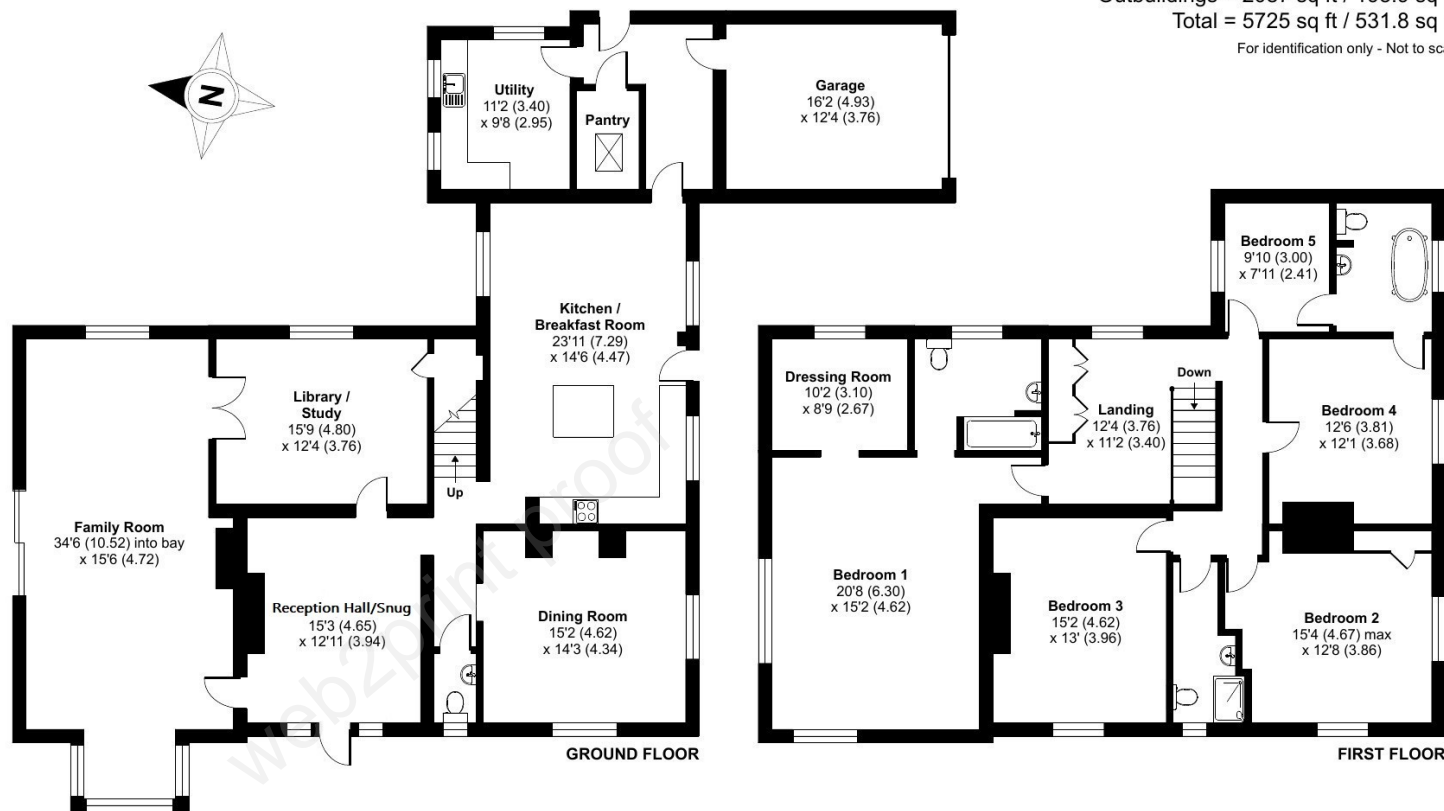 Total = 5725 sq ft / 531.8 sq
For identification only - Not to sca
N
Utility
11'2 (3.40)
x 9'8 (2.95)
Pantry
Garage
16'2 (4.93)
x 12'4 (3.76)
Kitchen /
Breakfast Room
23'11 (7.29)
x 14'6 (4.47)
Library /
Study
15'9 (4.80)
x 12'4 (3.76)
Up
Family Room
34'6 (10.52) into bay
x 15'6 (4.72)
Reception Hall/Snug
15'3 (4.65)
x 12'11 (3.94)
Dining Room
15'2 (4.62)
x 14'3 (4.34)
GROUND FLOOR
Bedroom 5
9'10 (3.00)
x 7'11 (2.41)
Dressing Room
10'2 (3.10)
x 8'9 (2.67)
Landing
12'4 (3.76)
x 11'2 (3.40)
Down
Bedroom 4
12'6 (3.81)
x 12'1 (3.68)
Bedroom 1
20'8 (6.30)
x 15'2 (4.62)
Bedroom 3
15'2 (4.62)
x 13' (3.96)
Bedroom 2
15'4 (4.67) max
x 12'8 (3.86)
FIRST FLOOR
web2print proof